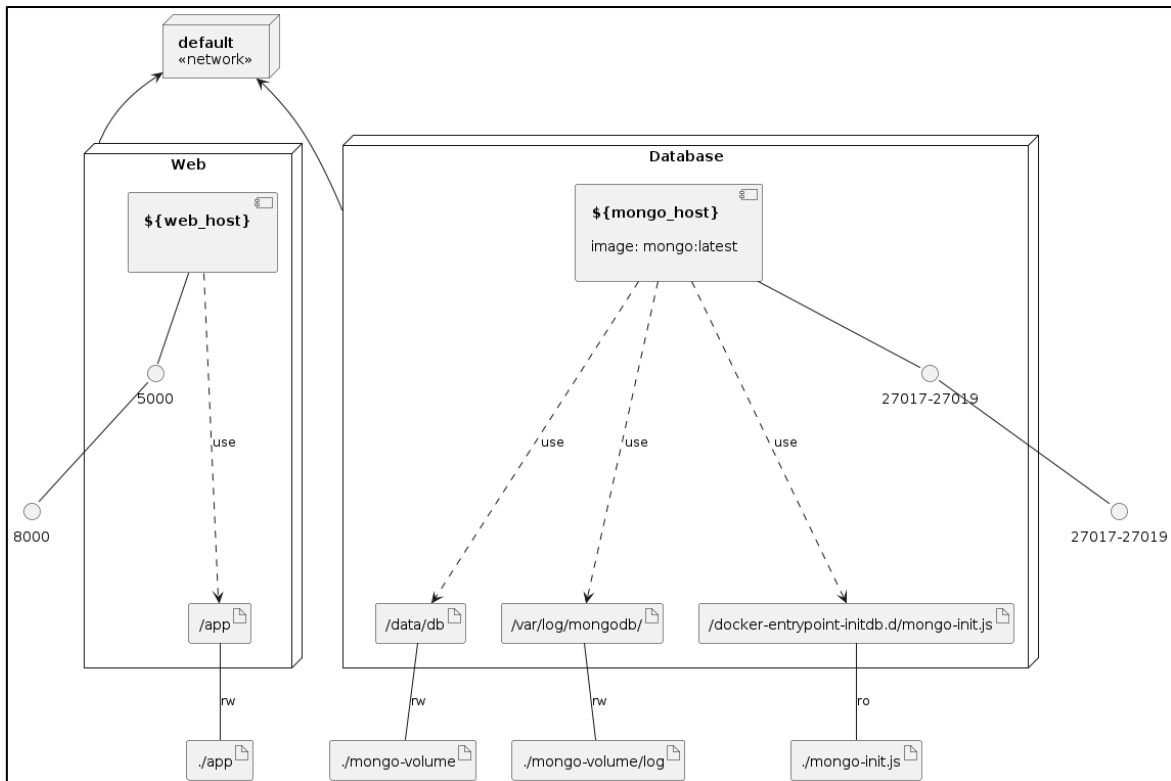 default
«network»
Web
Database
${web_host}
${mongo_host}
image: mongo:latest
5000
27017-27019
use
use
use
use
8000
27017-27019
/app
/data/db
/var/log/mongodb/
/docker-entrypoint-initdb.d/mongo-init.js
rw
rw
rw
ro
./app
./mongo-volume
./mongo-volume/log
./mongo-init.js